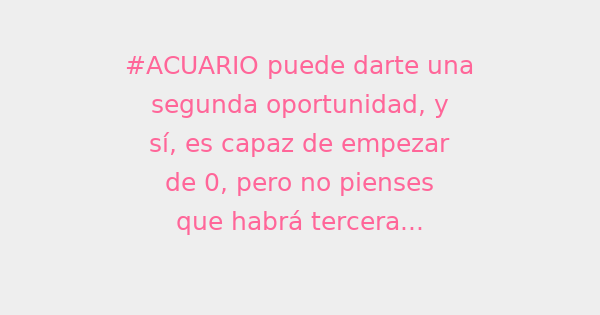 #ACUARIO puede darte una
segunda oportunidad, y
sí, es capaz de empezar
de 0, pero no pienses
que habrá tercera...